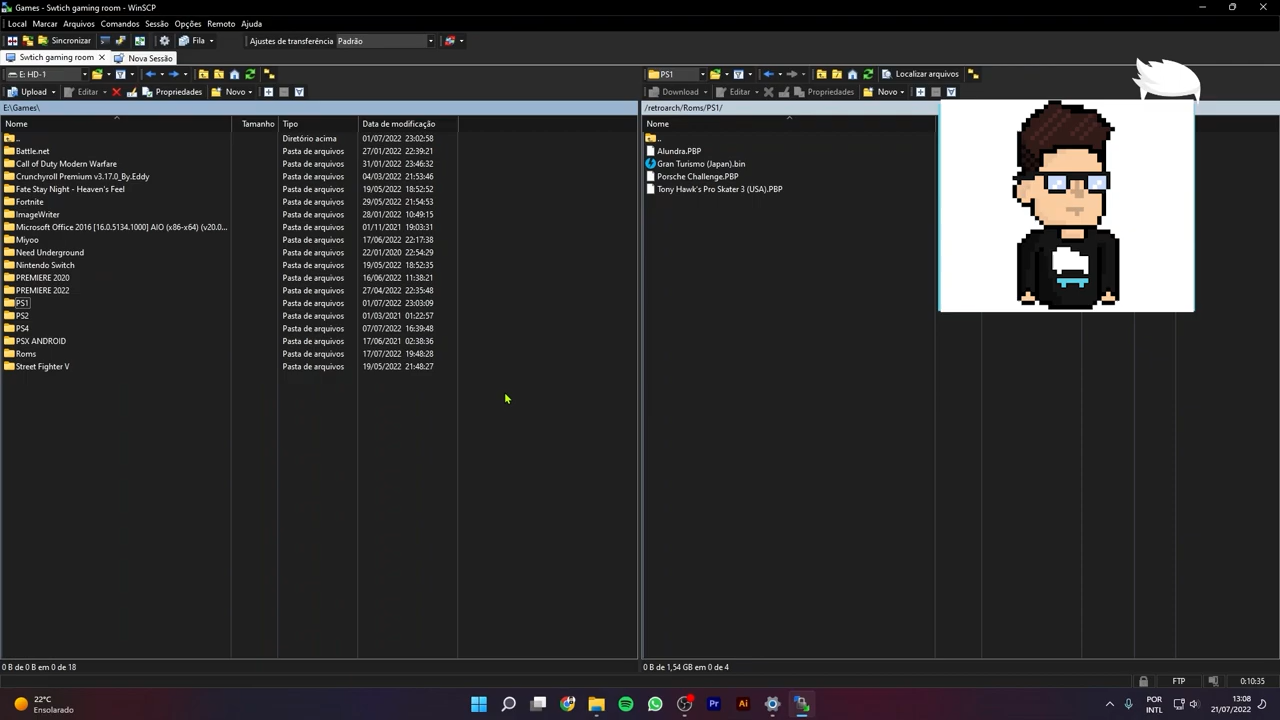 Games - Swtich gaming room - WinSCP
Local Marcar Arquivos Comandos Sessão Opções Remoto Ajuda
Sincronizar Fila Ajustes de transferência Padrão
Swtich gaming room Nova Sessão
E: HD-1
PS1 Localizar arquivos
Upload Editar Propriedades Novo
Download Editar Propriedades Novo
E:\Games\
/retroarch/Roms/PS1/
Nome Tamanho Tipo Data de modificação
Nome
.. Diretório acima 01/07/2022 23:02:58
Battle.net Pasta de arquivos 27/01/2022 22:39:21
Call of Duty Modern Warfare Pasta de arquivos 31/01/2022 23:46:32
Crunchyroll Premium v3.17.0_By.Eddy Pasta de arquivos 04/03/2022 21:53:46
Fate Stay Night - Heaven's Feel Pasta de arquivos 19/05/2022 18:52:52
Fortnite Pasta de arquivos 29/05/2022 21:54:53
ImageWriter Pasta de arquivos 28/01/2022 10:49:15
Microsoft Office 2016 [16.0.5134.1000] AIO (x86-x64) (v20.0... Pasta de arquivos 01/11/2021 19:03:31
Miyoo Pasta de arquivos 17/06/2022 22:17:38
Need Underground Pasta de arquivos 22/01/2020 22:54:29
Nintendo Switch Pasta de arquivos 19/05/2022 18:52:35
PREMIERE 2020 Pasta de arquivos 16/06/2022 11:38:21
PREMIERE 2022 Pasta de arquivos 27/04/2022 22:35:48
PS1 Pasta de arquivos 01/07/2022 23:03:09
PS2 Pasta de arquivos 01/03/2021 01:22:57
PS4 Pasta de arquivos 07/07/2022 16:39:48
PSX ANDROID Pasta de arquivos 17/06/2021 02:38:36
Roms Pasta de arquivos 17/07/2022 19:48:28
Street Fighter V Pasta de arquivos 19/05/2022 21:48:27
..
Alundra.PBP
Gran Turismo (Japan).bin
Porsche Challenge.PBP
Tony Hawk's Pro Skater 3 (USA).PBP
0 B de 0 B em 0 de 18
0 B de 1,54 GB em 0 de 4
FTP 0:10:35
22°C
Ensolarado
Pr Ai
POR
INTL
13:08
21/07/2022